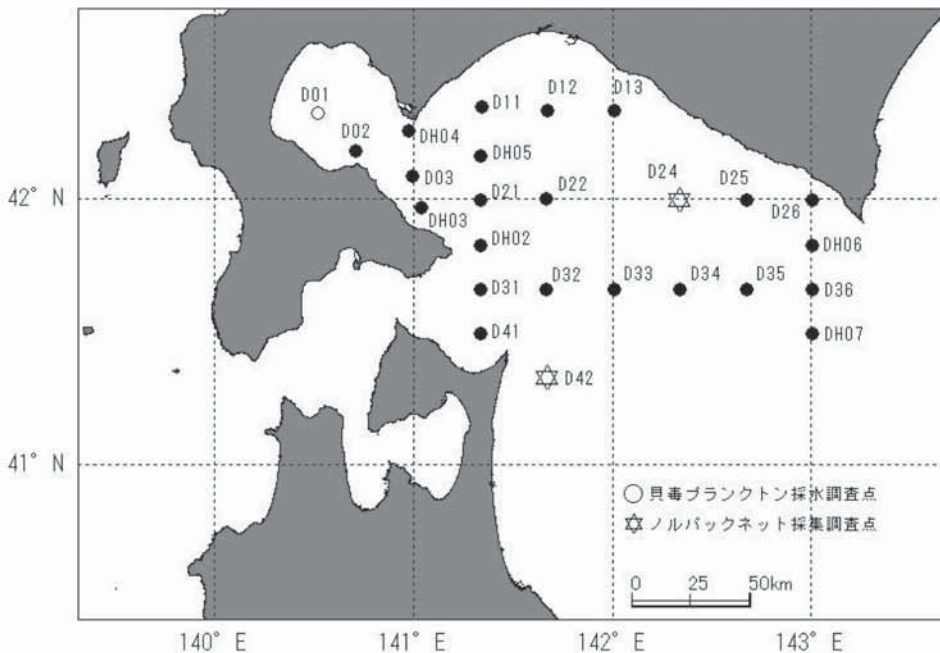 D01
D02
DH04
D03
DH03
D11
D12
D13
DH05
D21
D22
D24
D25
D26
DH02
DH06
D31
D32
D33
D34
D35
D36
D41
DH07
D42
42° N
41° N
○ 貝毒プランクトン採水調査点
✡ ノルパックネット採集調査点
0 25 50km
140° E 141° E 142° E 143° E